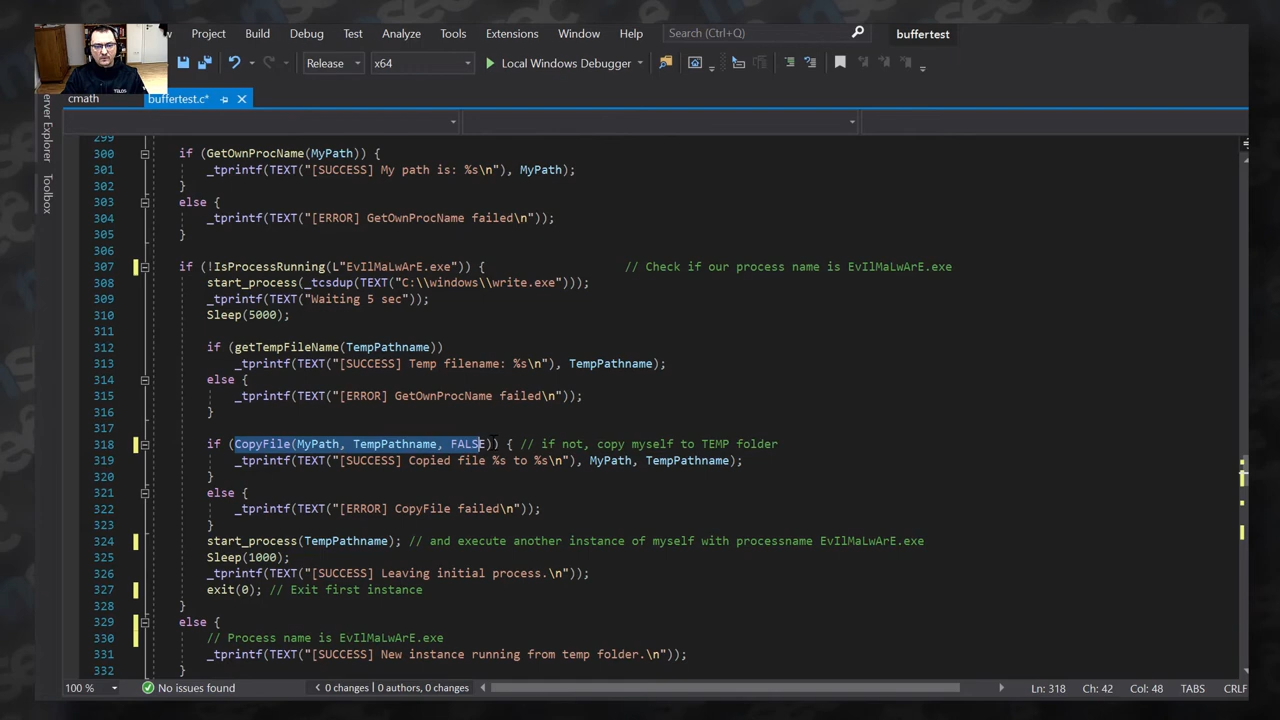 Project Build Debug Test Analyze Tools Extensions Window Help Search (Ctrl+Q) buffertest
Release x64 Local Windows Debugger
cmath buffertest.c*
Server Explorer
Toolbox
299
300 if (GetOwnProcName(MyPath)) {
301 _tprintf(TEXT("[SUCCESS] My path is: %s\n"), MyPath);
302 }
303 else {
304 _tprintf(TEXT("[ERROR] GetOwnProcName failed\n"));
305 }
306
307 if (!IsProcessRunning(L"EvIlMaLwArE.exe")) { // Check if our process name is EvIlMaLwArE.exe
308 start_process(_tcsdup(TEXT("C:\\windows\\write.exe")));
309 _tprintf(TEXT("Waiting 5 sec"));
310 Sleep(5000);
311
312 if (getTempFileName(TempPathname))
313 _tprintf(TEXT("[SUCCESS] Temp filename: %s\n"), TempPathname);
314 else {
315 _tprintf(TEXT("[ERROR] GetOwnProcName failed\n"));
316 }
317
318 if (CopyFile(MyPath, TempPathname, FALSE)) { // if not, copy myself to TEMP folder
319 _tprintf(TEXT("[SUCCESS] Copied file %s to %s\n"), MyPath, TempPathname);
320 }
321 else {
322 _tprintf(TEXT("[ERROR] CopyFile failed\n"));
323 }
324 start_process(TempPathname); // and execute another instance of myself with processname EvIlMaLwArE.exe
325 Sleep(1000);
326 _tprintf(TEXT("[SUCCESS] Leaving initial process.\n"));
327 exit(0); // Exit first instance
328 }
329 else {
330 // Process name is EvIlMaLwArE.exe
331 _tprintf(TEXT("[SUCCESS] New instance running from temp folder.\n"));
332 }
100 % No issues found 0 changes | 0 authors, 0 changes Ln: 318 Ch: 42 Col: 48 TABS CRLF